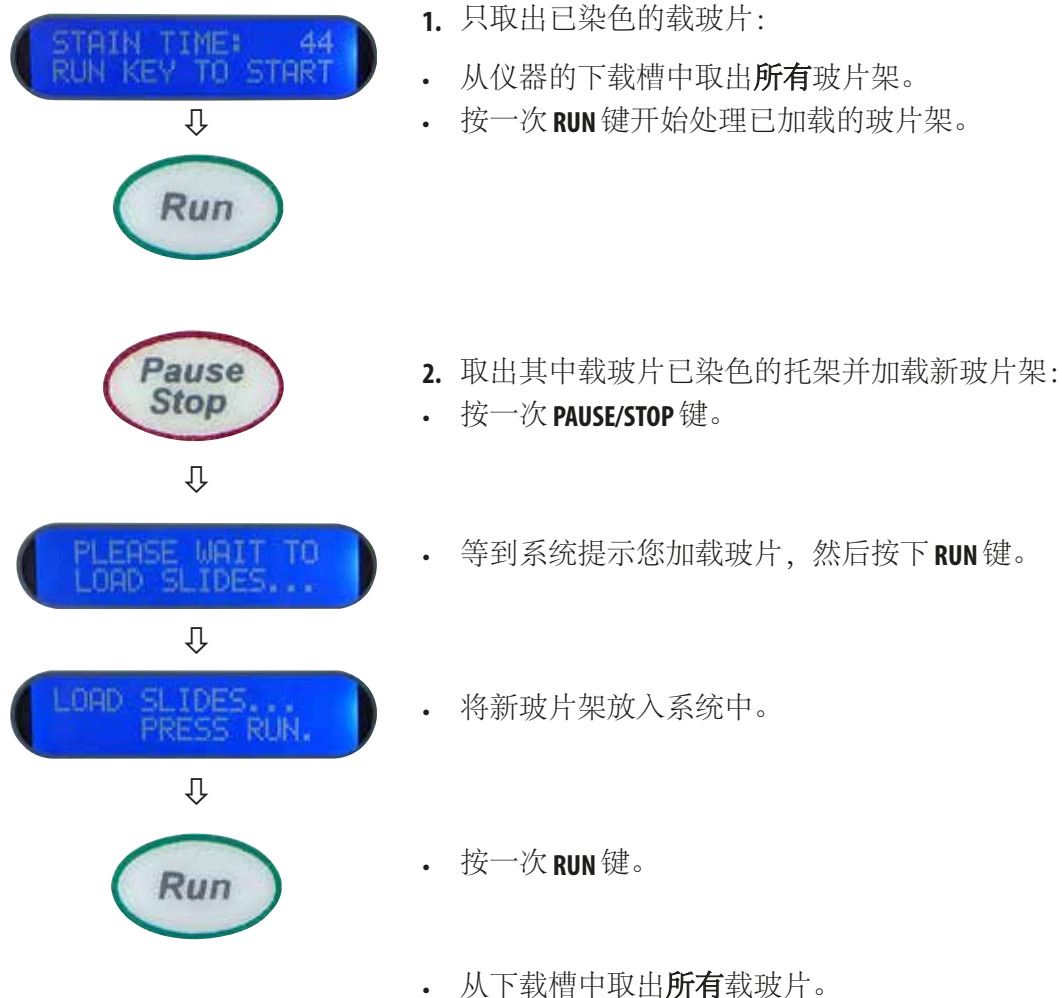 STAIN TIME: 44
RUN KEY TO START
Run
1. 只取出已染色的载玻片：
• 从仪器的下载槽中取出所有玻片架。
• 按一次 RUN 键开始处理已加载的玻片架。
Pause
Stop
2. 取出其中载玻片已染色的托架并加载新玻片架：
• 按一次 PAUSE/STOP 键。
PLEASE WAIT TO
LOAD SLIDES...
• 等到系统提示您加载玻片，然后按下 RUN 键。
LOAD SLIDES...
PRESS RUN.
• 将新玻片架放入系统中。
Run
• 按一次 RUN 键。
• 从下载槽中取出所有载玻片。